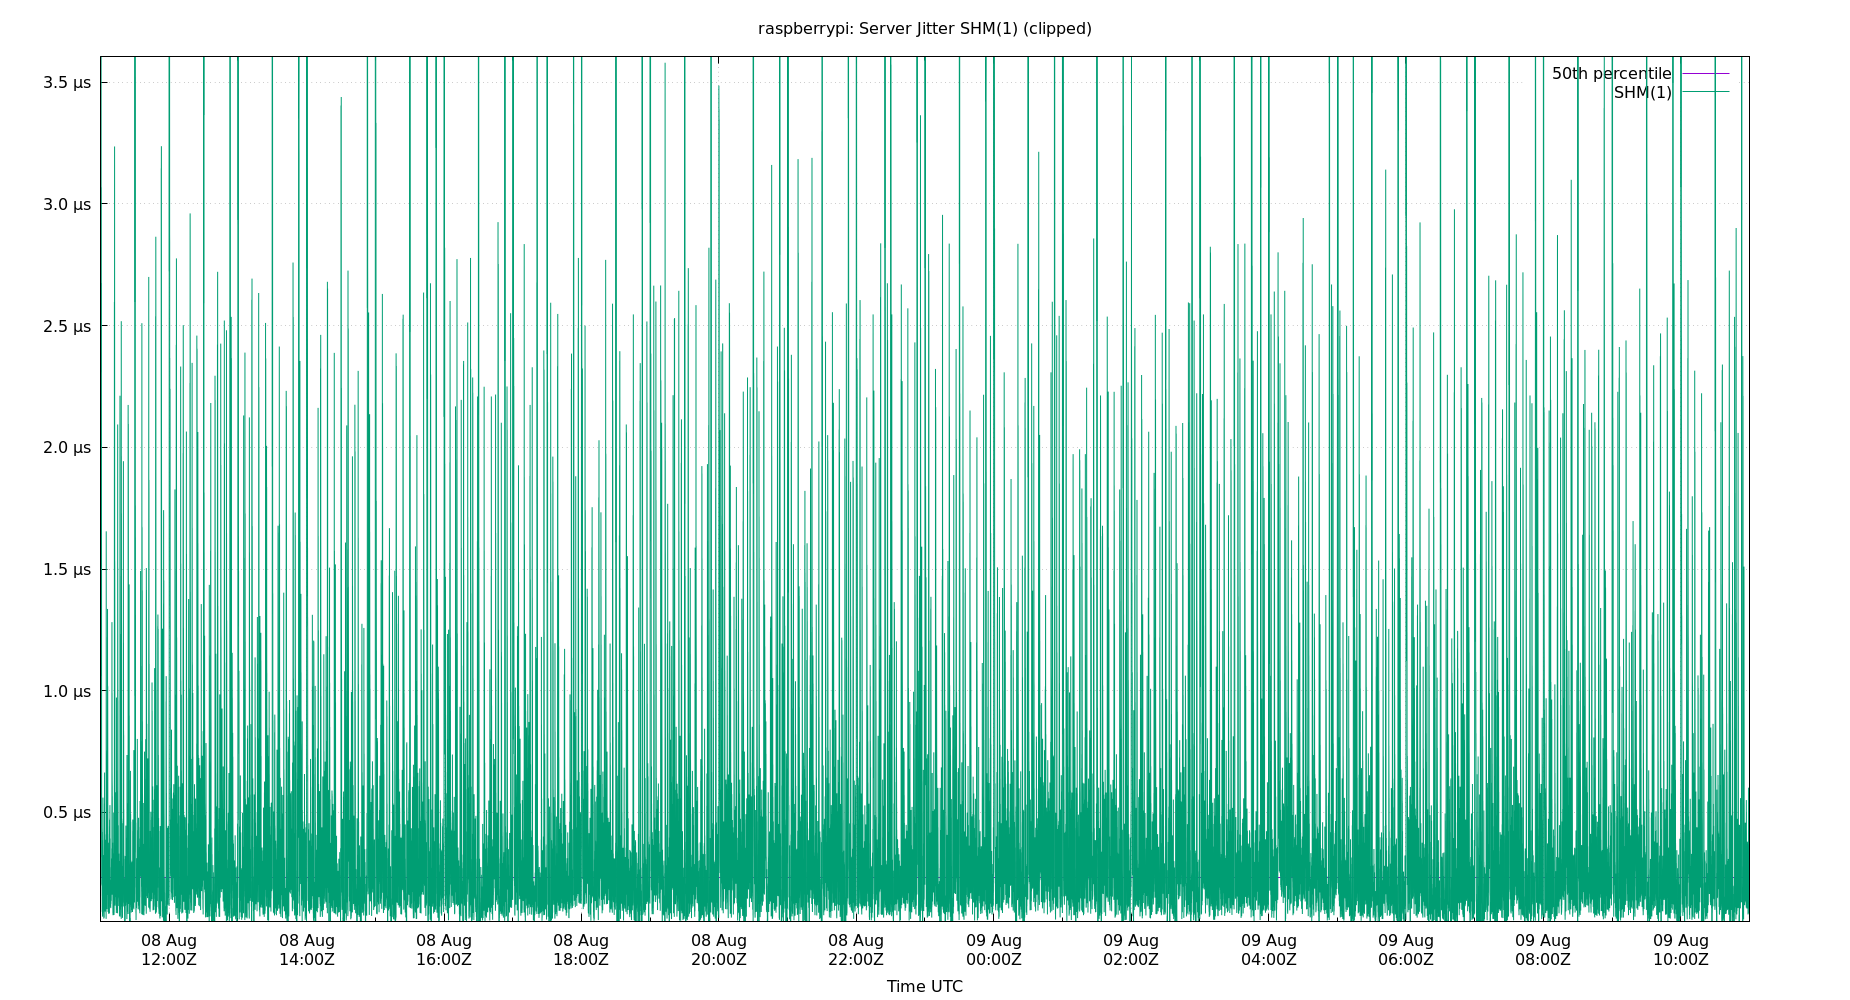 raspberrypi: Server Jitter SHM(1) (clipped)
50th percentile
SHM(1)
3.5 µs
3.0 µs
2.5 µs
2.0 µs
1.5 µs
1.0 µs
0.5 µs
08 Aug 08 Aug 08 Aug 08 Aug 08 Aug 08 Aug 09 Aug 09 Aug 09 Aug 09 Aug 09 Aug 09 Aug
12:00Z 14:00Z 16:00Z 18:00Z 20:00Z 22:00Z 00:00Z 02:00Z 04:00Z 06:00Z 08:00Z 10:00Z
Time UTC